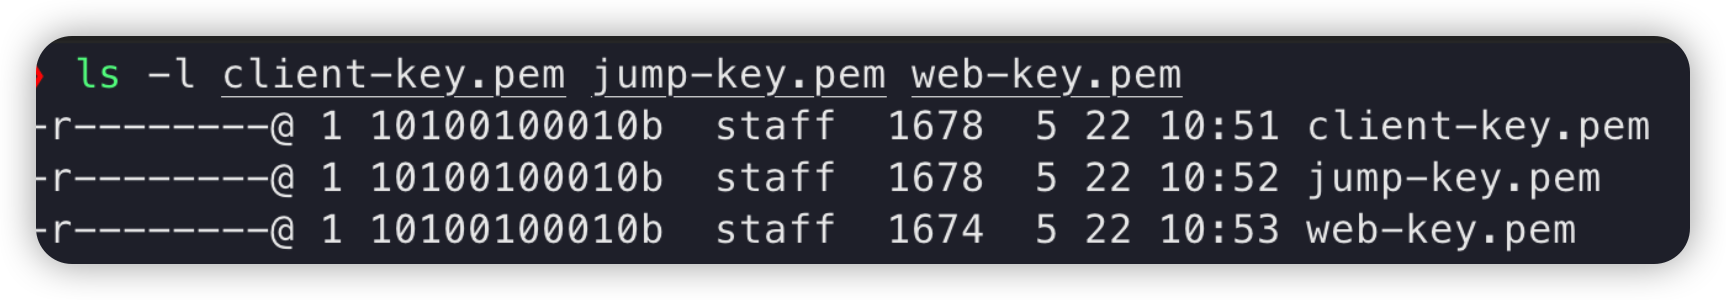 ls -l client-key.pem jump-key.pem web-key.pem
-r--------@ 1 10100100010b  staff  1678  5 22 10:51 client-key.pem
-r--------@ 1 10100100010b  staff  1678  5 22 10:52 jump-key.pem
-r--------@ 1 10100100010b  staff  1674  5 22 10:53 web-key.pem